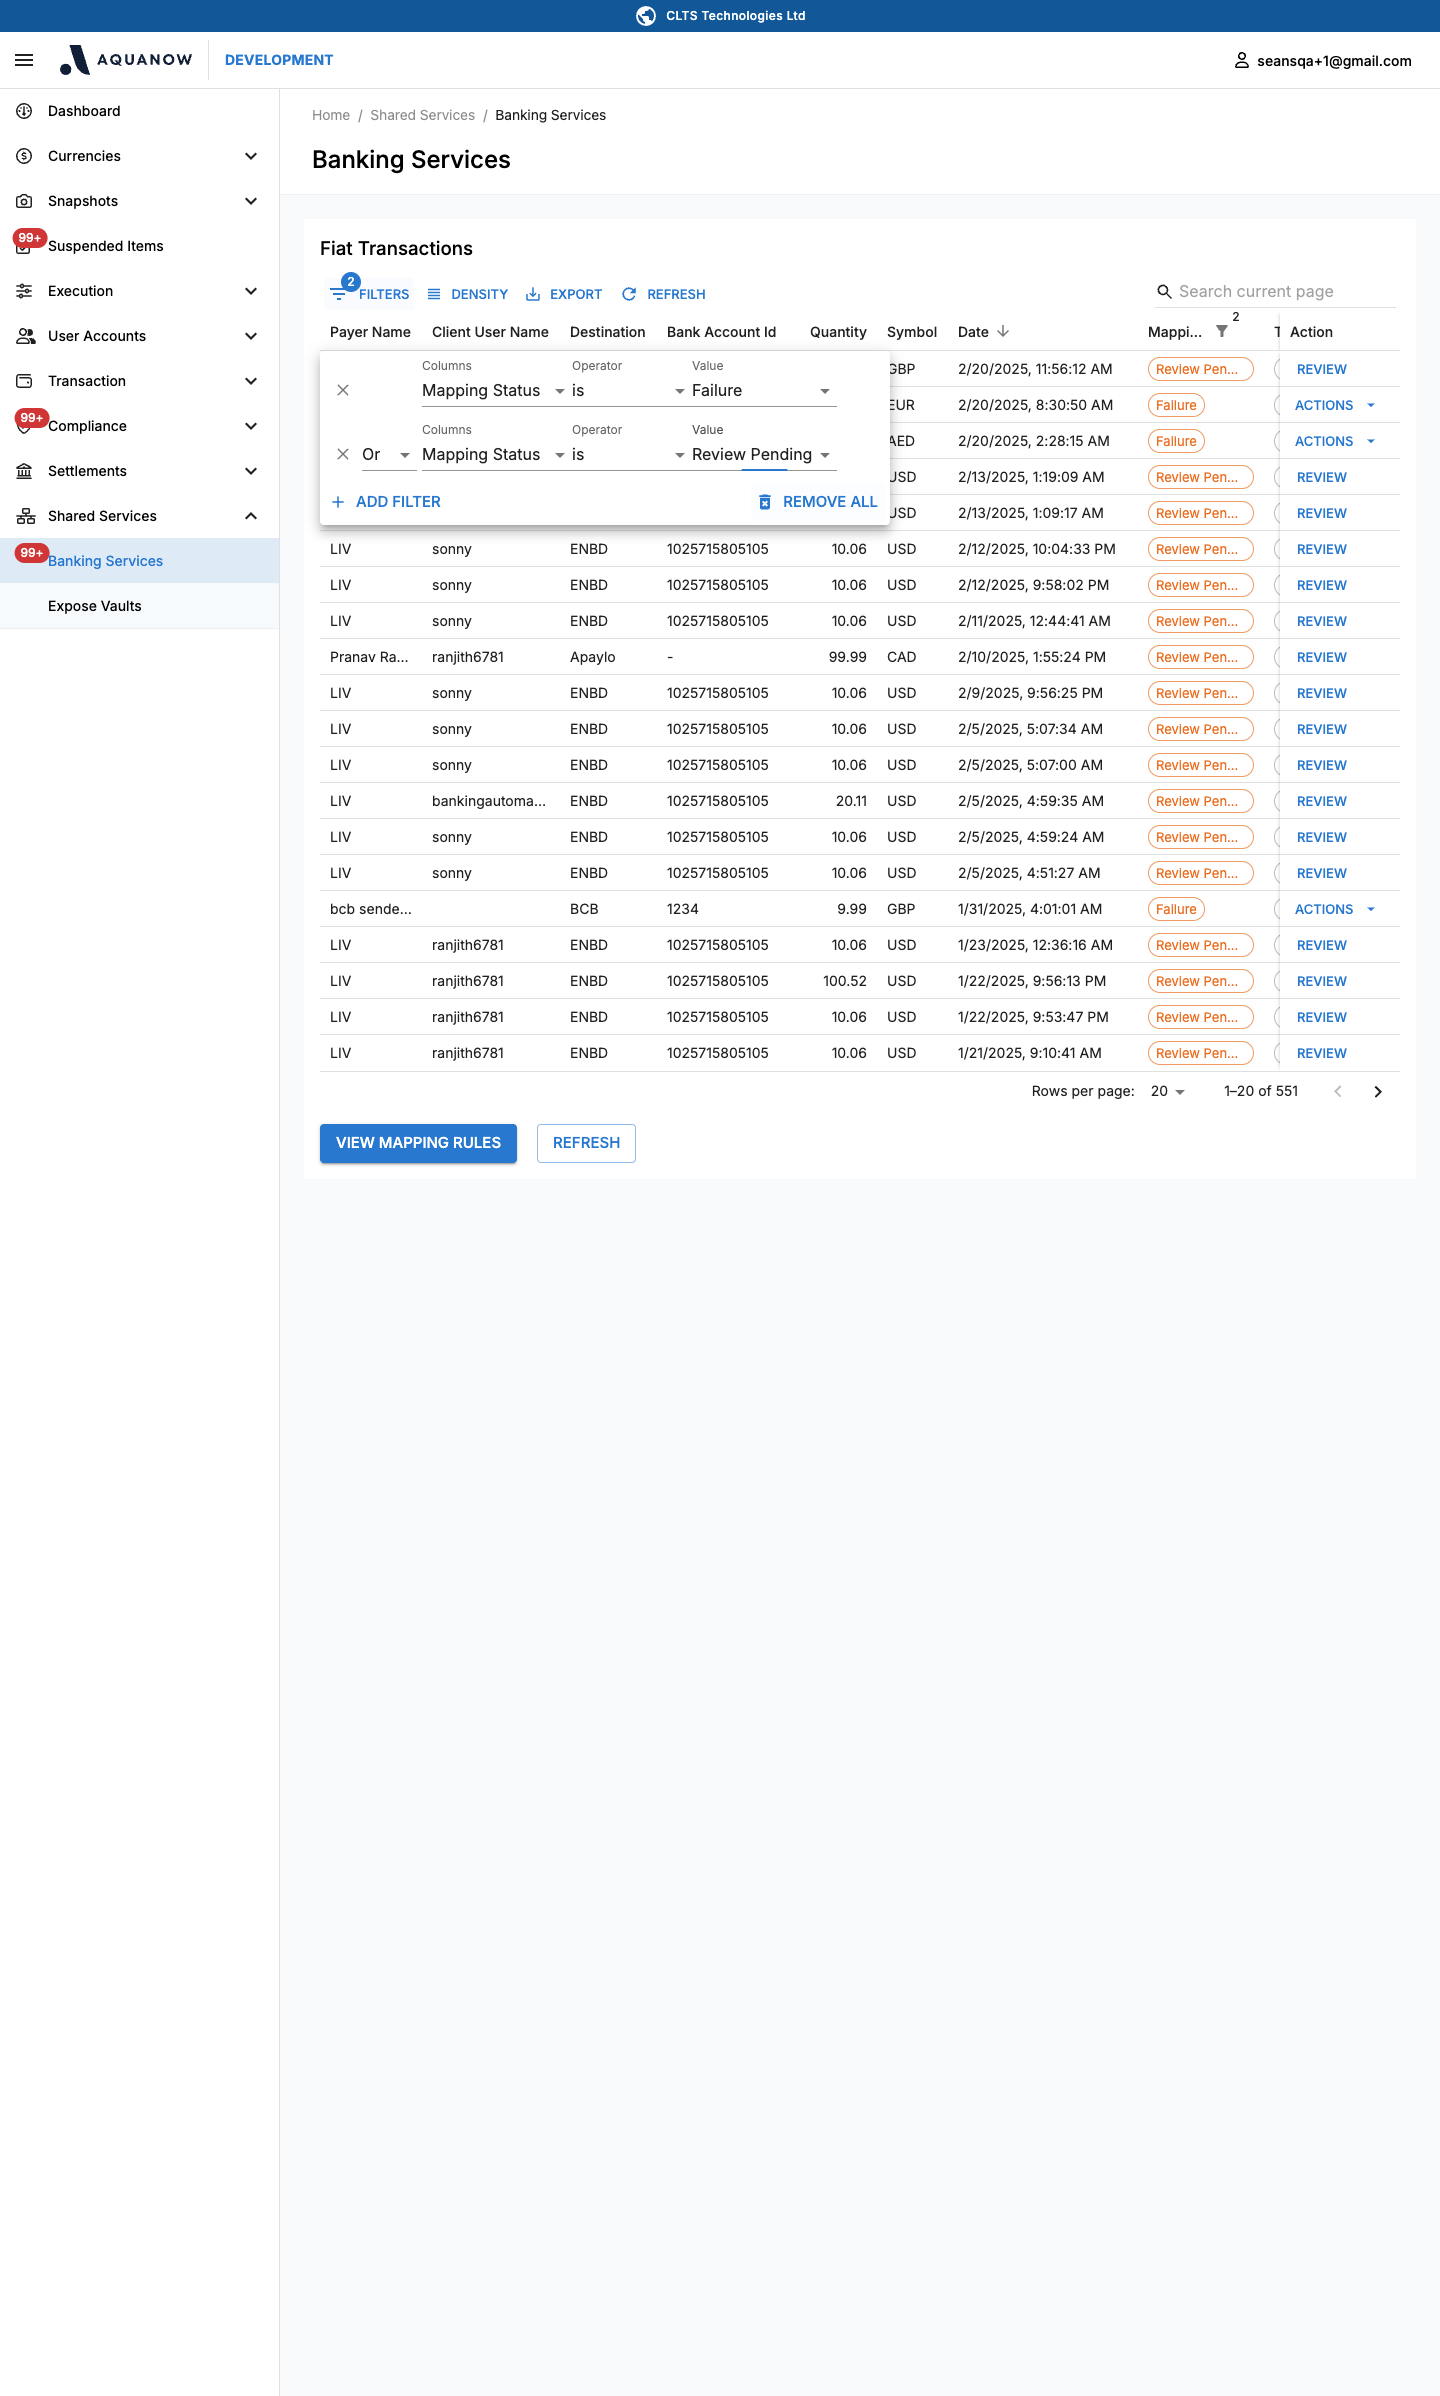 CLTS Technologies Ltd
AQUANOW
DEVELOPMENT
seansqa+1@gmail.com
Dashboard
Currencies
Snapshots
99+
Suspended Items
Execution
User Accounts
Transaction
99+
Compliance
Settlements
Shared Services
99+
Banking Services
Expose Vaults
Home / Shared Services / Banking Services
Banking Services
Fiat Transactions
2
FILTERS DENSITY EXPORT REFRESH
Search current page
Payer Name Client User Name Destination Bank Account Id Quantity Symbol Date Mappi... 2 T Action
Columns Operator Value
Mapping Status is Failure
Columns Operator Value
Or Mapping Status is Review Pending
ADD FILTER REMOVE ALL
GBP 2/20/2025, 11:56:12 AM Review Pen... REVIEW
EUR 2/20/2025, 8:30:50 AM Failure ACTIONS
AED 2/20/2025, 2:28:15 AM Failure ACTIONS
USD 2/13/2025, 1:19:09 AM Review Pen... REVIEW
USD 2/13/2025, 1:09:17 AM Review Pen... REVIEW
LIV sonny ENBD 1025715805105 10.06 USD 2/12/2025, 10:04:33 PM Review Pen... REVIEW
LIV sonny ENBD 1025715805105 10.06 USD 2/12/2025, 9:58:02 PM Review Pen... REVIEW
LIV sonny ENBD 1025715805105 10.06 USD 2/11/2025, 12:44:41 AM Review Pen... REVIEW
Pranav Ra... ranjith6781 Apaylo - 99.99 CAD 2/10/2025, 1:55:24 PM Review Pen... REVIEW
LIV sonny ENBD 1025715805105 10.06 USD 2/9/2025, 9:56:25 PM Review Pen... REVIEW
LIV sonny ENBD 1025715805105 10.06 USD 2/5/2025, 5:07:34 AM Review Pen... REVIEW
LIV sonny ENBD 1025715805105 10.06 USD 2/5/2025, 5:07:00 AM Review Pen... REVIEW
LIV bankingautoma... ENBD 1025715805105 20.11 USD 2/5/2025, 4:59:35 AM Review Pen... REVIEW
LIV sonny ENBD 1025715805105 10.06 USD 2/5/2025, 4:59:24 AM Review Pen... REVIEW
LIV sonny ENBD 1025715805105 10.06 USD 2/5/2025, 4:51:27 AM Review Pen... REVIEW
bcb sende... BCB 1234 9.99 GBP 1/31/2025, 4:01:01 AM Failure ACTIONS
LIV ranjith6781 ENBD 1025715805105 10.06 USD 1/23/2025, 12:36:16 AM Review Pen... REVIEW
LIV ranjith6781 ENBD 1025715805105 100.52 USD 1/22/2025, 9:56:13 PM Review Pen... REVIEW
LIV ranjith6781 ENBD 1025715805105 10.06 USD 1/22/2025, 9:53:47 PM Review Pen... REVIEW
LIV ranjith6781 ENBD 1025715805105 10.06 USD 1/21/2025, 9:10:41 AM Review Pen... REVIEW
Rows per page: 20 1–20 of 551
VIEW MAPPING RULES REFRESH